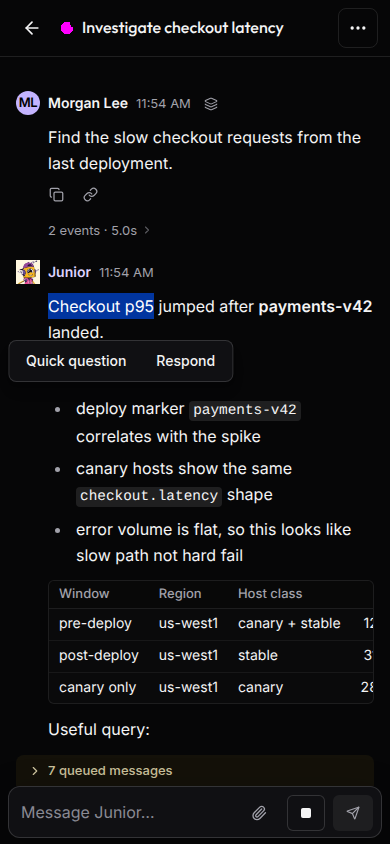 Investigate checkout latency
ML Morgan Lee 11:54 AM
Find the slow checkout requests from the
last deployment.
2 events · 5.0s
Junior 11:54 AM
Checkout p95 jumped after payments-v42
landed.
Quick question Respond
deploy marker payments-v42
correlates with the spike
canary hosts show the same
checkout.latency shape
error volume is flat, so this looks like
slow path not hard fail
Window Region Host class
pre-deploy us-west1 canary + stable
post-deploy us-west1 stable
canary only us-west1 canary
Useful query:
7 queued messages
Message Junior...